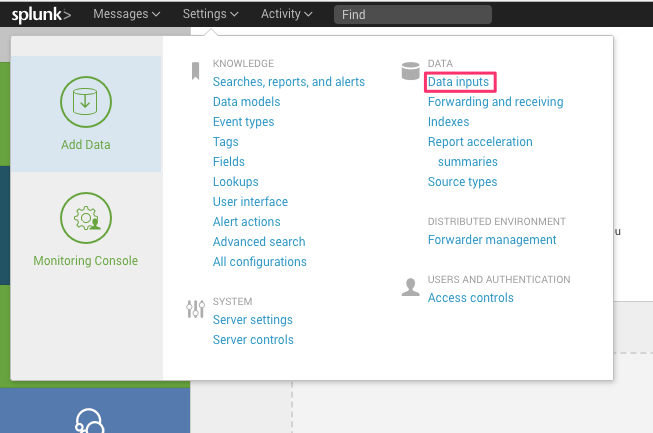 splunk> Messages Settings Activity Find
Add Data
Monitoring Console
KNOWLEDGE
Searches, reports, and alerts
Data models
Event types
Tags
Fields
Lookups
User interface
Alert actions
Advanced search
All configurations
SYSTEM
Server settings
Server controls
DATA
Data inputs
Forwarding and receiving
Indexes
Report acceleration
summaries
Source types
DISTRIBUTED ENVIRONMENT
Forwarder management
USERS AND AUTHENTICATION
Access controls